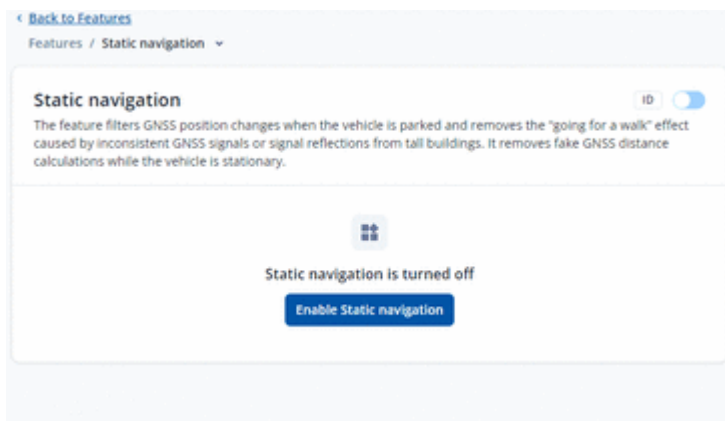 Back to Features
Features / Static navigation
Static navigation
ID
The feature filters GNSS position changes when the vehicle is parked and removes the "going for a walk" effect
caused by inconsistent GNSS signals or signal reflections from tall buildings. It removes fake GNSS distance
calculations while the vehicle is stationary.
Static navigation is turned off
Enable Static navigation